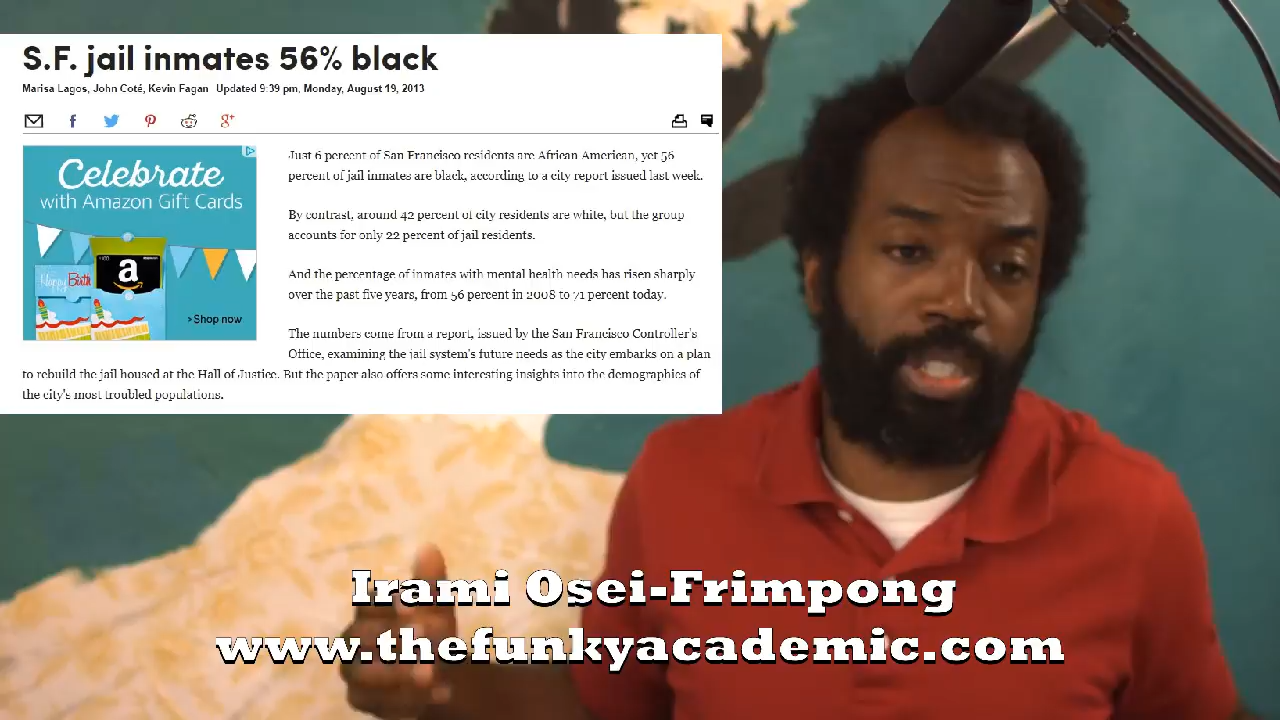 S.F. jail inmates 56% black
Marisa Lagos, John Coté, Kevin Fagan Updated 9:39 pm, Monday, August 19, 2013
Celebrate
with Amazon Gift Cards
a
Happy Birth
>Shop now
Just 6 percent of San Francisco residents are African American, yet 56
percent of jail inmates are black, according to a city report issued last week.
By contrast, around 42 percent of city residents are white, but the group
accounts for only 22 percent of jail residents.
And the percentage of inmates with mental health needs has risen sharply
over the past five years, from 56 percent in 2008 to 71 percent today.
The numbers come from a report, issued by the San Francisco Controller's
Office, examining the jail system's future needs as the city embarks on a plan
to rebuild the jail housed at the Hall of Justice. But the paper also offers some interesting insights into the demographics of
the city's most troubled populations.
Irami Osei-Frimpong
www.thefunkyacademic.com